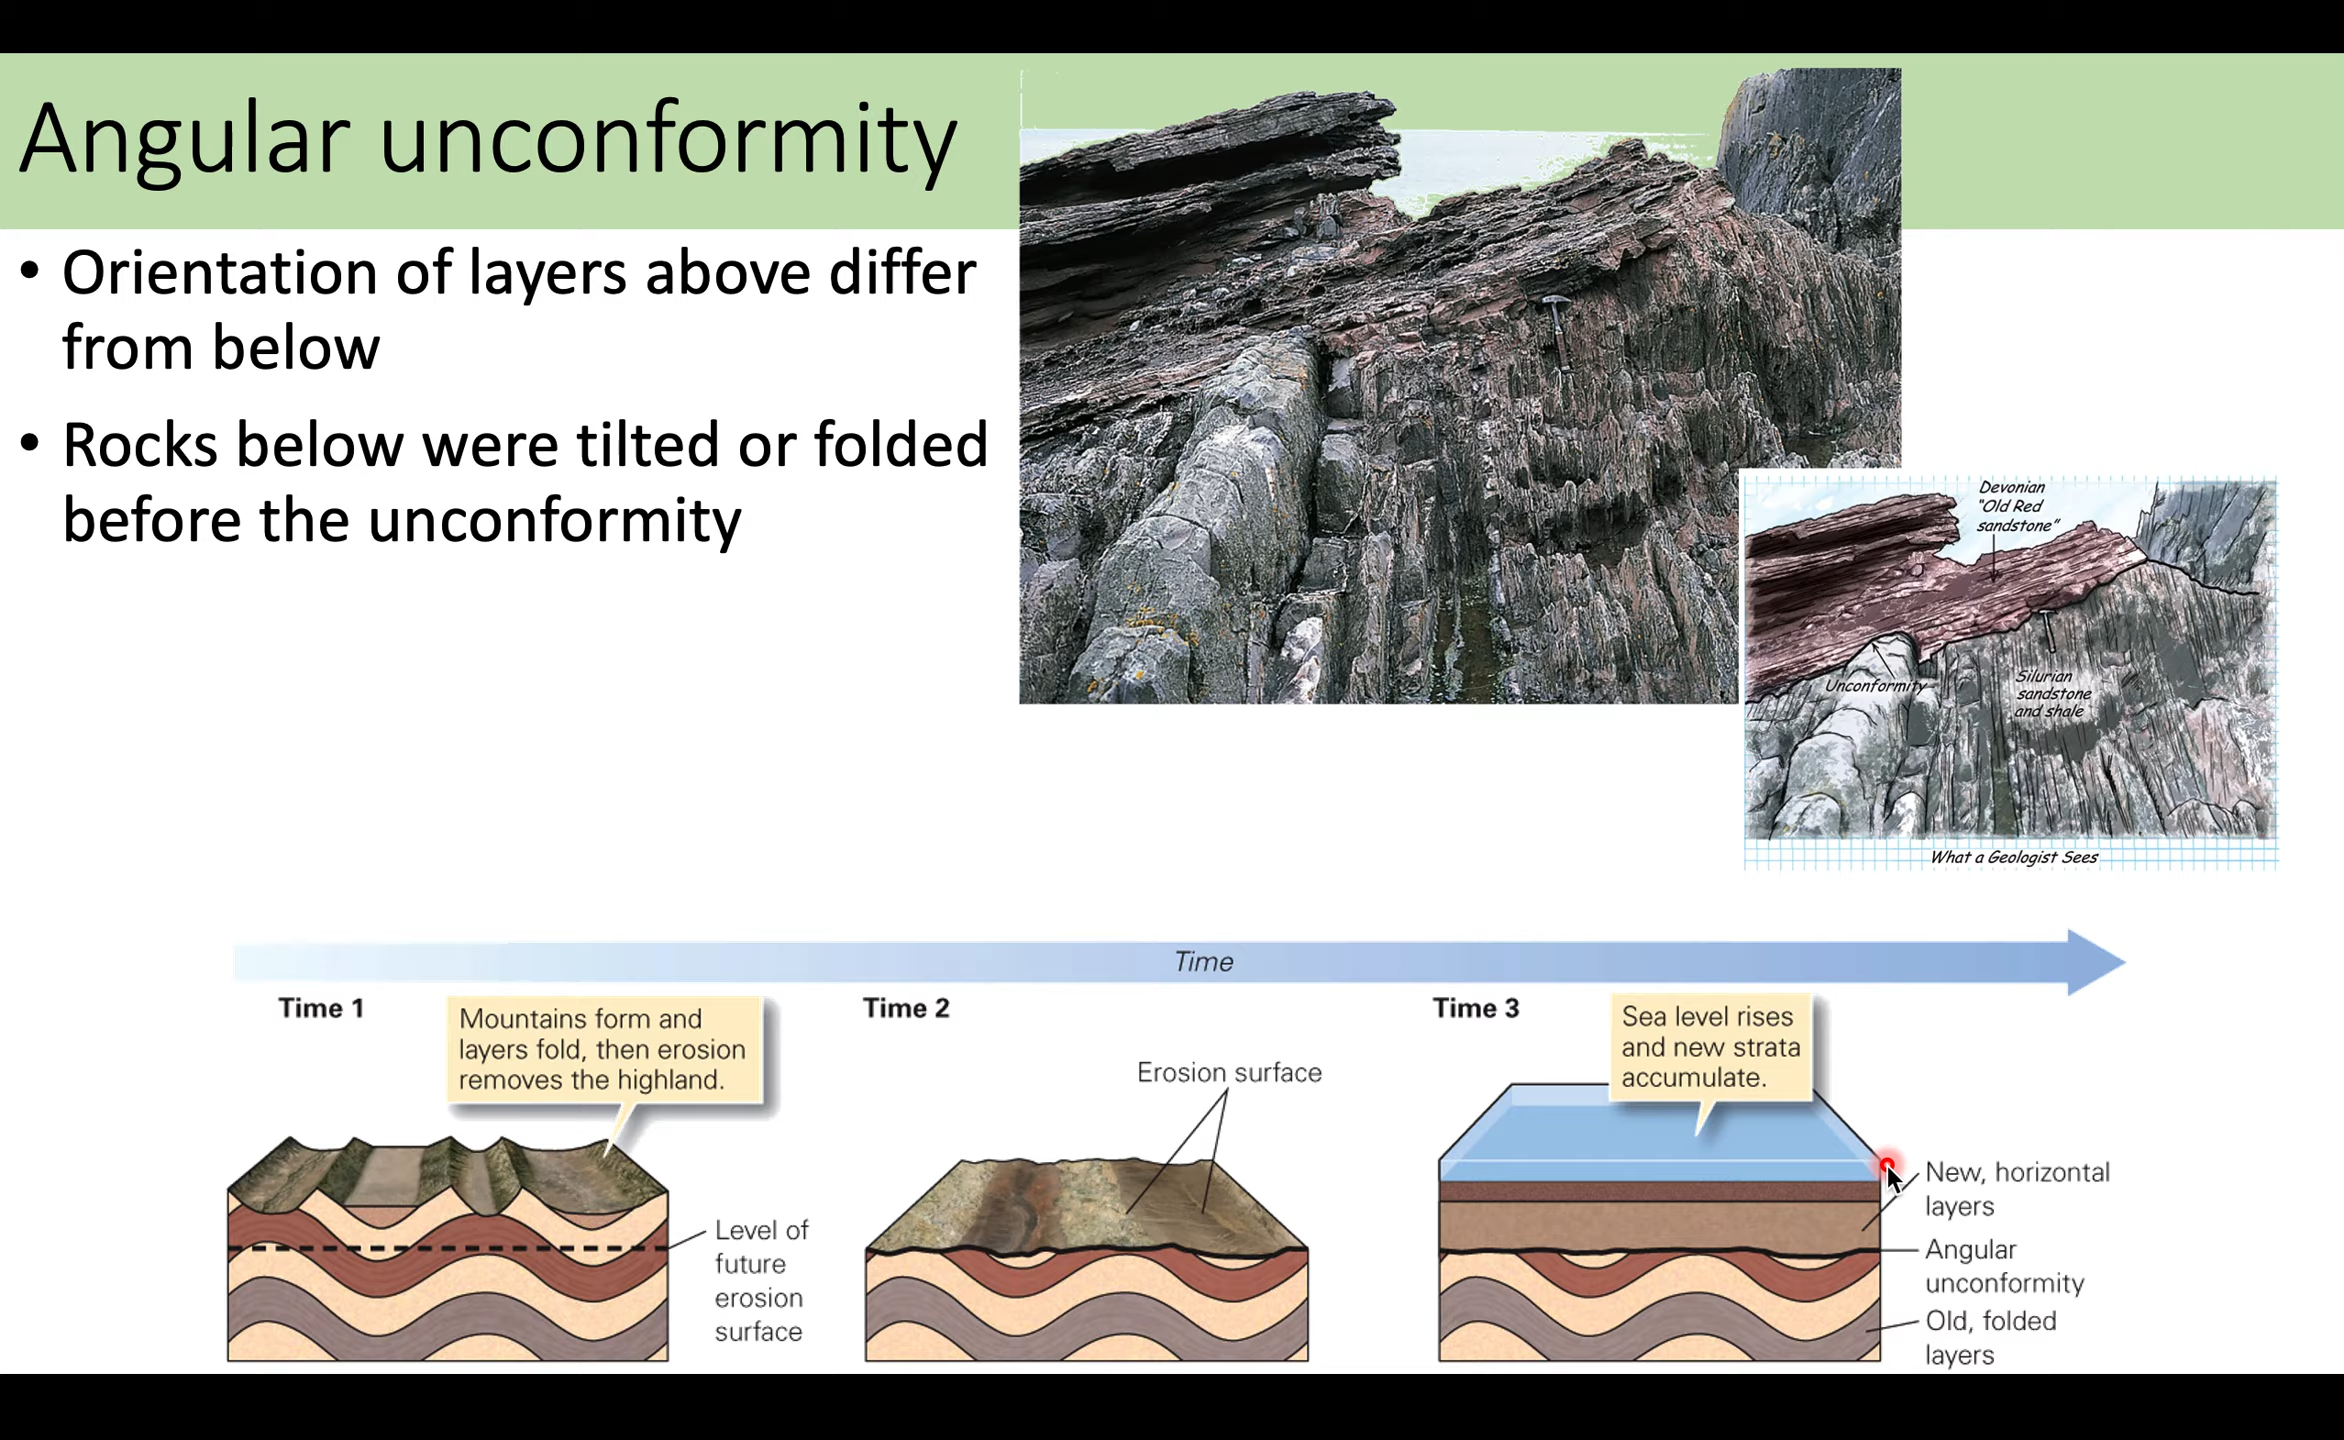 Angular unconformity
• Orientation of layers above differ
from below
• Rocks below were tilted or folded
before the unconformity
Devonian
"Old Red
sandstone"
Unconformity
Silurian
sandstone
and shale
What a Geologist Sees
Time
Time 1
Mountains form and
layers fold, then erosion
removes the highland.
Level of
future
erosion
surface
Time 2
Erosion surface
Time 3
Sea level rises
and new strata
accumulate.
New, horizontal
layers
Angular
unconformity
Old, folded
layers